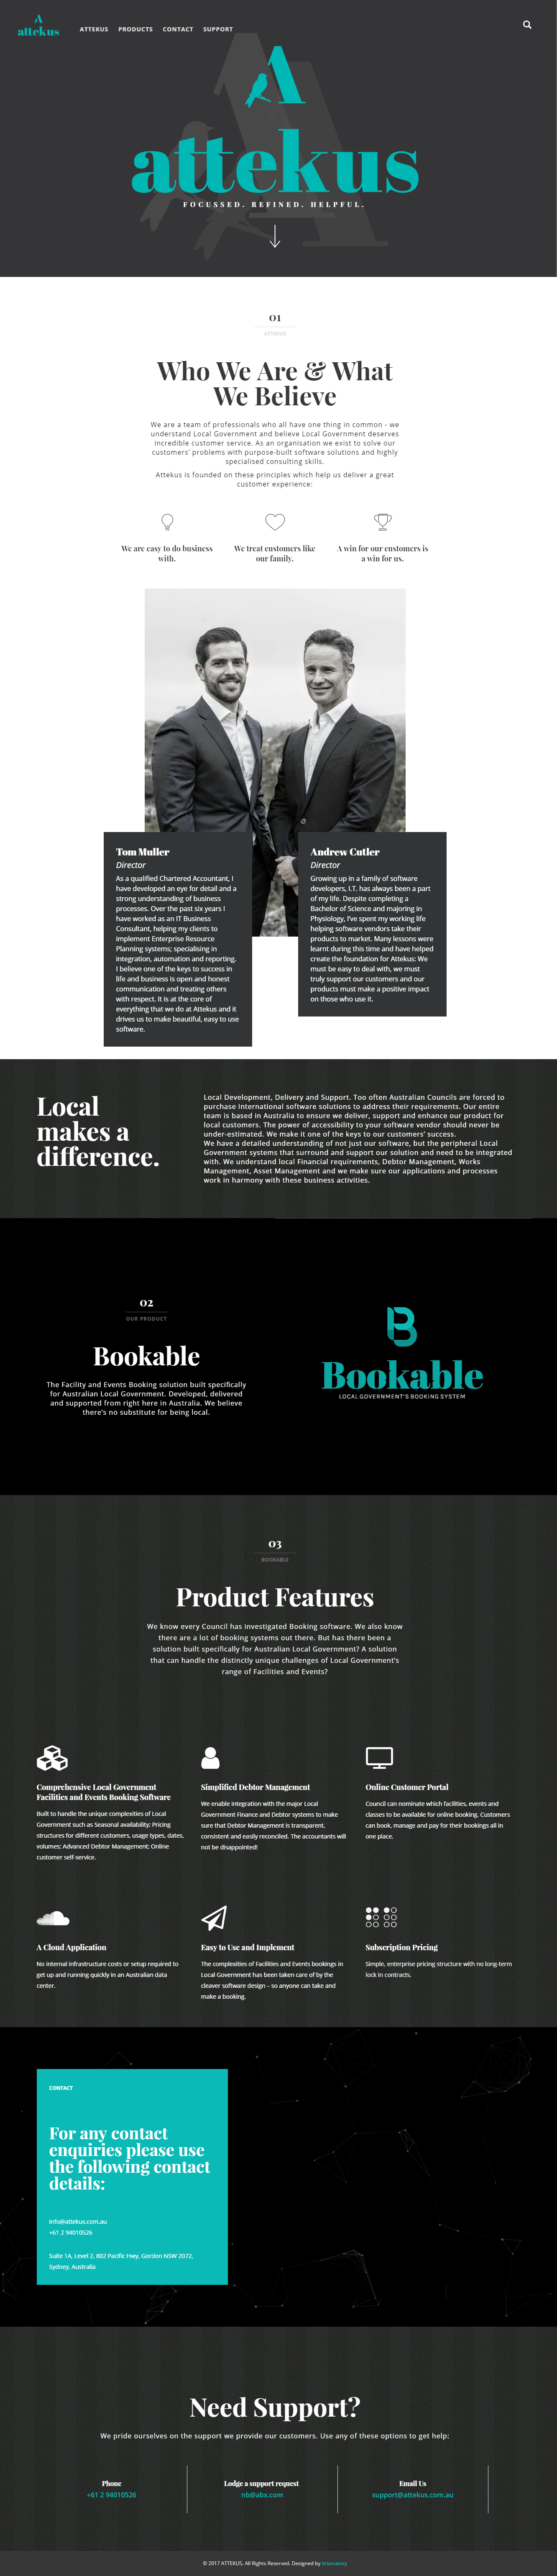 A
attekus
ATTEKUS PRODUCTS CONTACT SUPPORT
A
attekus
FOCUSSED. REFINED. HELPFUL.
01
ATTEKUS
Who We Are & What
We Believe
We are a team of professionals who all have one thing in common - we
understand Local Government and believe Local Government deserves
incredible customer service. As an organisation we exist to solve our
customers' problems with purpose-built software solutions and highly
specialised consulting skills.
Attekus is founded on these principles which help us deliver a great
customer experience:
We are easy to do business
with.
We treat customers like
our family.
A win for our customers is
a win for us.
Tom Muller
Director
As a qualified Chartered Accountant, I
have developed an eye for detail and a
strong understanding of business
processes. Over the past six years I
have worked as an IT Business
Consultant, helping my clients to
implement Enterprise Resource
Planning systems; specialising in
integration, automation and reporting.
I believe one of the keys to success in
life and business is open and honest
communication and treating others
with respect. It is at the core of
everything that we do at Attekus and it
drives us to make beautiful, easy to use
software.
Andrew Cutler
Director
Growing up in a family of software
developers, I.T. has always been a part
of my life. Despite completing a
Bachelor of Science and majoring in
Physiology, I've spent my working life
helping software vendors take their
products to market. Many lessons were
learnt during this time and have helped
create the foundation for Attekus: We
must be easy to deal with, we must
truly support our customers and our
products must make a positive impact
on those who use it.
Local
makes a
difference.
Local Development, Delivery and Support. Too often Australian Councils are forced to
purchase International software solutions to address their requirements. Our entire
team is based in Australia to ensure we deliver, support and enhance our product for
local customers. The power of accessibility to your software vendor should never be
under-estimated. We make it one of the keys to our customers' success.
We have a detailed understanding of not just our software, but the peripheral Local
Government systems that surround and support our solution and need to be integrated
with. We understand local Financial requirements, Debtor Management, Works
Management, Asset Management and we make sure our applications and processes
work in harmony with these business activities.
02
OUR PRODUCT
Bookable
The Facility and Events Booking solution built specifically
for Australian Local Government. Developed, delivered
and supported from right here in Australia. We believe
there's no substitute for being local.
B
Bookable
LOCAL GOVERNMENT'S BOOKING SYSTEM
03
BOOKABLE
Product Features
We know every Council has investigated Booking software. We also know
there are a lot of booking systems out there. But has there been a
solution built specifically for Australian Local Government? A solution
that can handle the distinctly unique challenges of Local Government's
range of Facilities and Events?
Comprehensive Local Government
Facilities and Events Booking Software
Built to handle the unique complexities of Local
Government such as Seasonal availability; Pricing
structures for different customers, usage types, dates,
volumes; Advanced Debtor Management; Online
customer self-service.
Simplified Debtor Management
We enable integration with the major Local
Government Finance and Debtor systems to make
sure that Debtor Management is transparent,
consistent and easily reconciled. The accountants will
not be disappointed!
Online Customer Portal
Council can nominate which facilities, events and
classes to be available for online booking. Customers
can book, manage and pay for their bookings all in
one place.
A Cloud Application
No internal infrastructure costs or setup required to
get up and running quickly in an Australian data
center.
Easy to Use and Implement
The complexities of Facilities and Events bookings in
Local Government has been taken care of by the
cleaver software design – so anyone can take and
make a booking.
Subscription Pricing
Simple, enterprise pricing structure with no long-term
lock in contracts.
CONTACT
For any contact
enquiries please use
the following contact
details:
info@attekus.com.au
+61 2 94010526
Suite 1A, Level 2, 802 Pacific Hwy, Gordon NSW 2072,
Sydney, Australia
Need Support?
We pride ourselves on the support we provide our customers. Use any of these options to get help:
Phone
+61 2 94010526
Lodge a support request
nb@abx.com
Email Us
support@attekus.com.au
© 2017 ATTEKUS. All Rights Reserved. Designed by